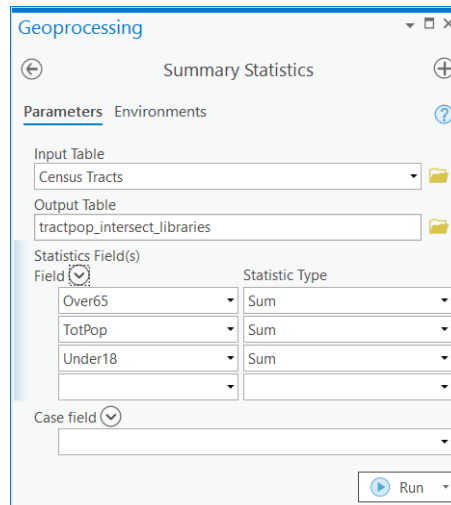 Geoprocessing
Summary Statistics
Parameters Environments
Input Table
Census Tracts
Output Table
tractpop_intersect_libraries
Statistics Field(s)
Field Statistic Type
Over65 Sum
TotPop Sum
Under18 Sum
Case field
Run